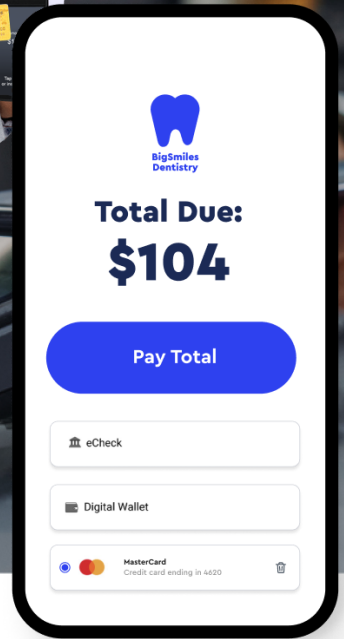 BigSmiles
Dentistry
Total Due:
$104
Pay Total
eCheck
Digital Wallet
MasterCard
Credit card ending in 4620